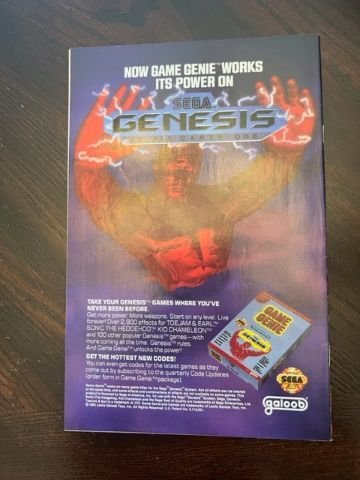 NOW GAME GENIE™ WORKS
ITS POWER ON
SEGA
GENESIS
16-BIT CARTRIDGE
TAKE YOUR GENESIS™ GAMES WHERE YOU'VE
NEVER BEEN BEFORE.
Get more power. More weapons. Start on any level. Live
forever! Over 2,900 effects for TOEJAM & EARL™
SONIC THE HEDGEHOG™ KID CHAMELEON™
and 100 other popular Genesis™ games—with
more coming all the time. Genesis™ rules.
And Game Genie™ unlocks the power!
GET THE HOTTEST NEW CODES!
You can even get codes for the latest games as they
come out by subscribing to the quarterly Code Updates
(order form in Game Genie™ package).
GAME
GENIE
GENESIS
SEGA
galoob